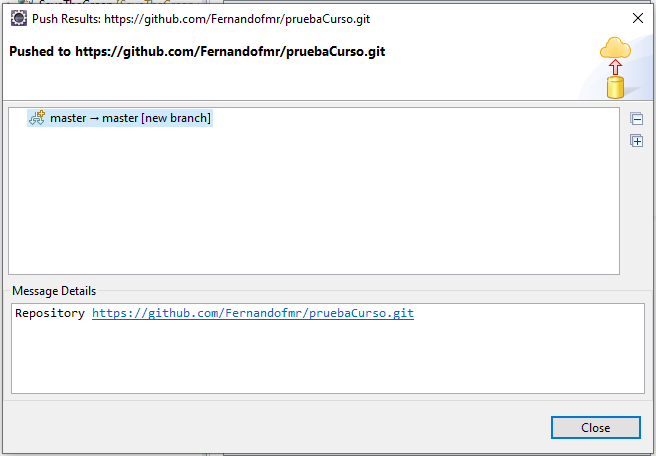 Push Results: https://github.com/Fernandofmr/pruebaCurso.git
Pushed to https://github.com/Fernandofmr/pruebaCurso.git
master → master [new branch]
Message Details
Repository https://github.com/Fernandofmr/pruebaCurso.git
Close